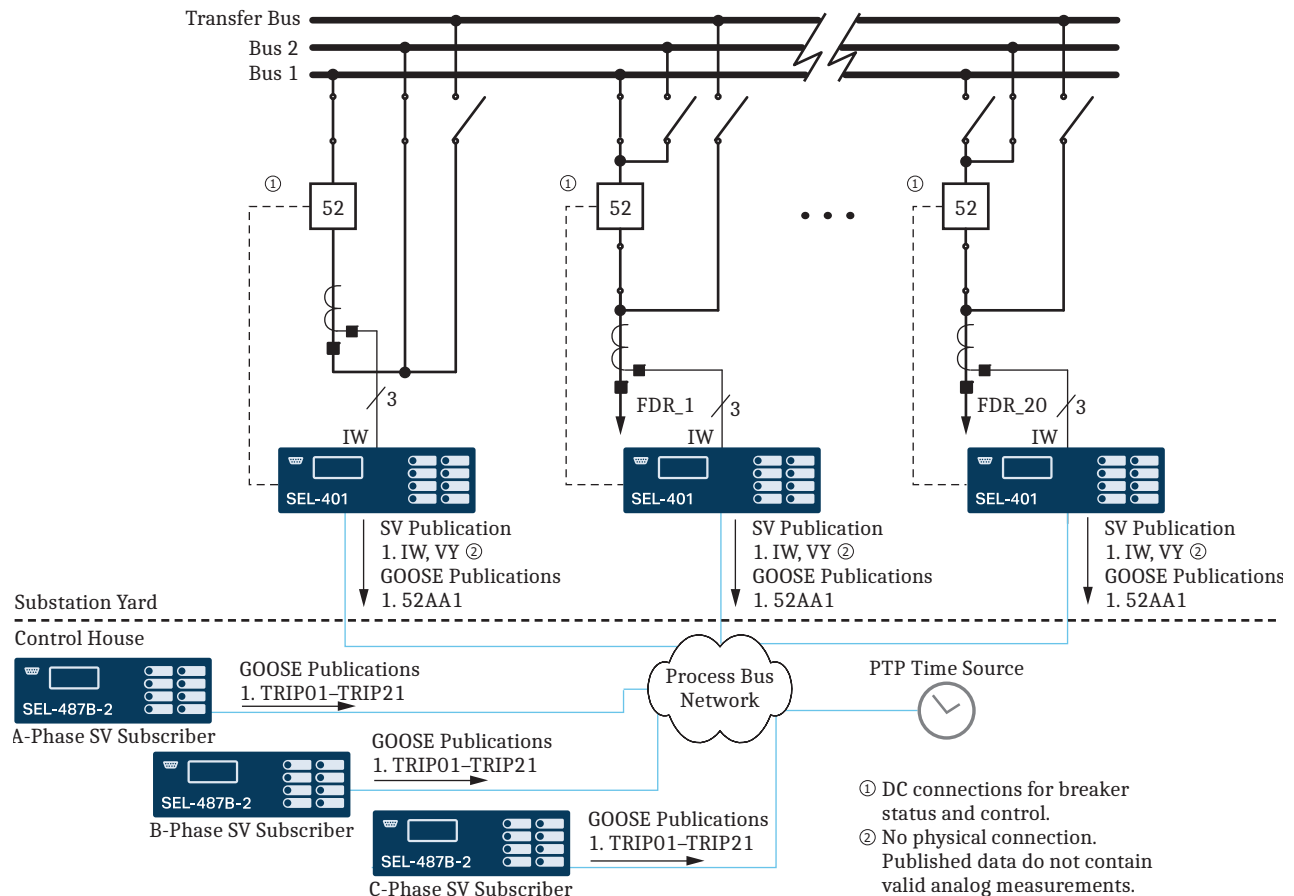 Transfer Bus
Bus 2
Bus 1
①
52
①
52
①
52
3
IW
FDR_1
3
IW
FDR_20
3
IW
SEL-401
SEL-401
SEL-401
SV Publication
1. IW, VY ②
GOOSE Publications
1. 52AA1
SV Publication
1. IW, VY ②
GOOSE Publications
1. 52AA1
SV Publication
1. IW, VY ②
GOOSE Publications
1. 52AA1
Substation Yard
Control House
SEL-487B-2
A-Phase SV Subscriber
GOOSE Publications
1. TRIP01–TRIP21
SEL-487B-2
B-Phase SV Subscriber
GOOSE Publications
1. TRIP01–TRIP21
SEL-487B-2
C-Phase SV Subscriber
GOOSE Publications
1. TRIP01–TRIP21
Process Bus
Network
PTP Time Source
① DC connections for breaker
status and control.
② No physical connection.
Published data do not contain
valid analog measurements.